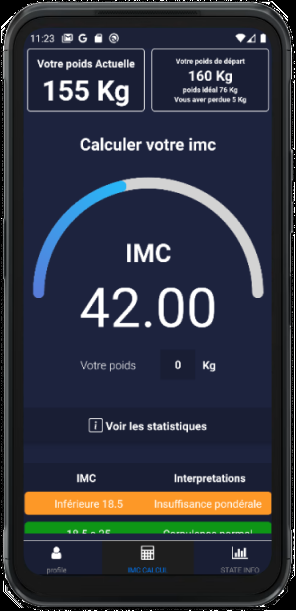 11:23
Votre poids Actuelle
155 Kg
Votre poids de départ
160 Kg
poids idéal 76 Kg
Vous aver perdue 5 Kg
Calculer votre imc
IMC
42.00
Votre poids 0 Kg
Voir les statistiques
IMC Interpretations
Inférieure 18.5 Insuffisance pondérale
18.5 a 25 Corpulence normal
profile IMC CALCUL STATE INFO